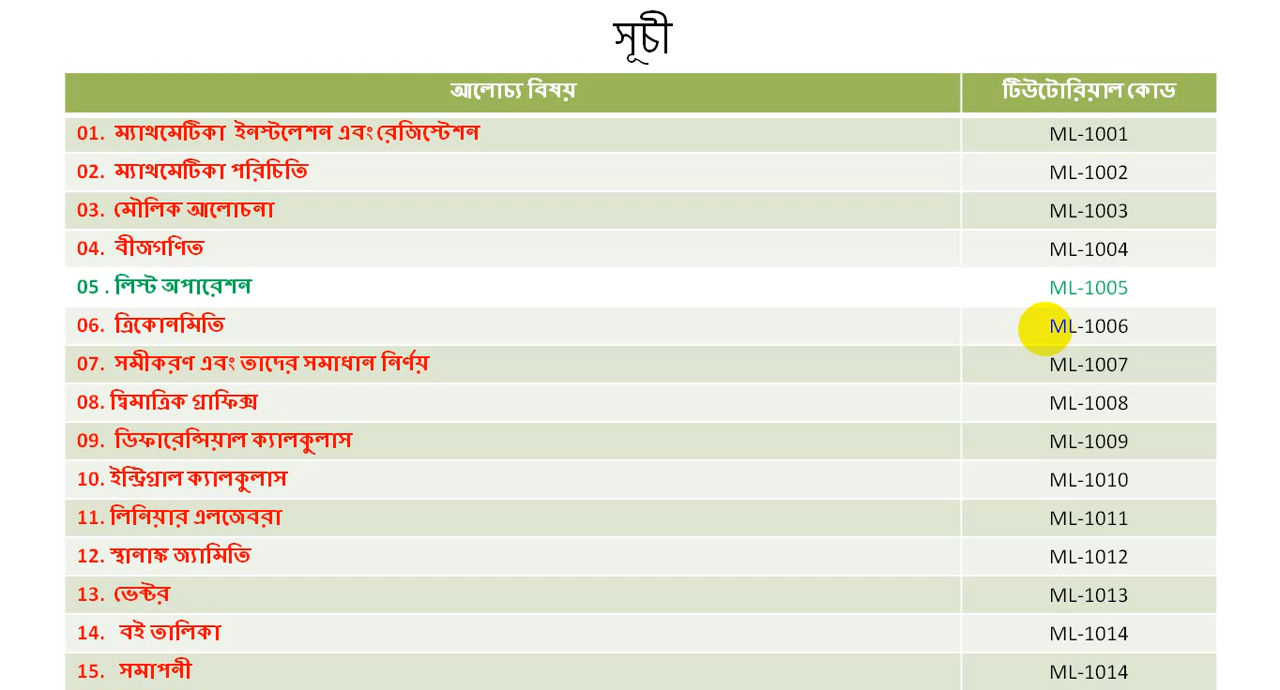 সূচী
আলোচ্য বিষয় টিউটোরিয়াল কোড
01. ম্যাথমেটিকা ইনস্টলেশন এবং রেজিস্টেশন ML-1001
02. ম্যাথমেটিকা পরিচিতি ML-1002
03. মৌলিক আলোচনা ML-1003
04. বীজগণিত ML-1004
05 . লিস্ট অপারেশন ML-1005
06. ত্রিকোনমিতি ML-1006
07. সমীকরণ এবং তাদের সমাধান নির্ণয় ML-1007
08. দ্বিমাত্রিক গ্রাফিক্স ML-1008
09. ডিফারেন্সিয়াল ক্যালকুলাস ML-1009
10. ইন্ট্রিগ্রাল ক্যালকুলাস ML-1010
11. লিনিয়ার এলজেবরা ML-1011
12. স্থানাঙ্ক জ্যামিতি ML-1012
13. ভেক্টর ML-1013
14. বই তালিকা ML-1014
15. সমাপনী ML-1014